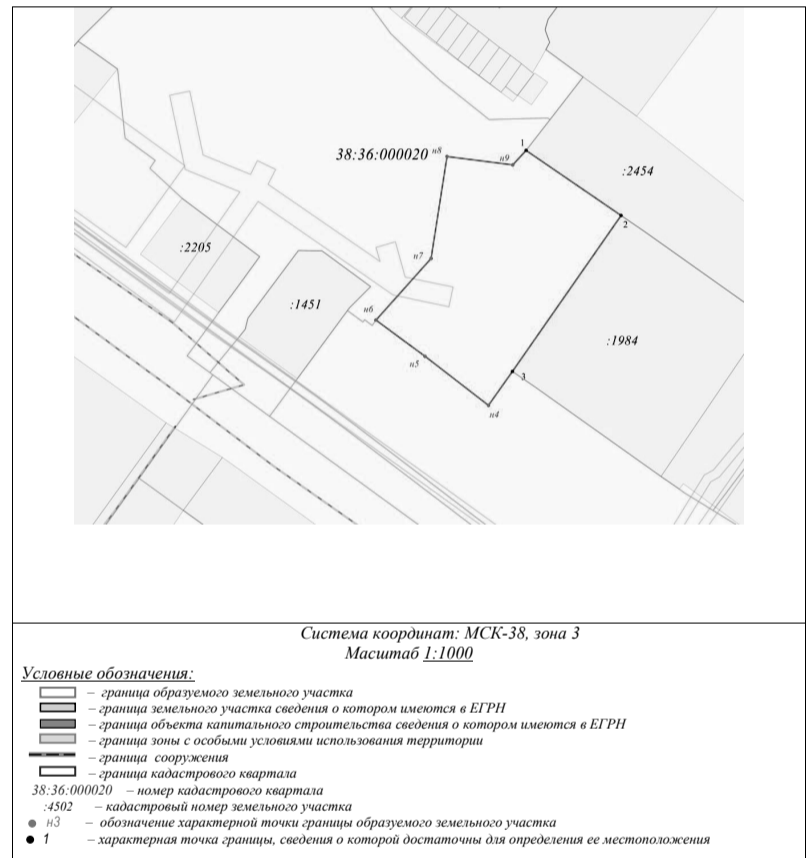 1
38:36:000020
н8
н9
:2454
2
:2205
н7
:1451
н6
:1984
н5
3
н4
Система координат: МСК-38, зона 3
Масштаб 1:1000
Условные обозначения:
– граница образуемого земельного участка
– граница земельного участка сведения о котором имеются в ЕГРН
– граница объекта капитального строительства сведения о котором имеются в ЕГРН
– граница зоны с особыми условиями использования территории
– граница сооружения
– граница кадастрового квартала
38:36:000020 – номер кадастрового квартала
:4502 – кадастровый номер земельного участка
н3 – обозначение характерной точки границы образуемого земельного участка
1 – характерная точка границы, сведения о которой достаточны для определения ее местоположения